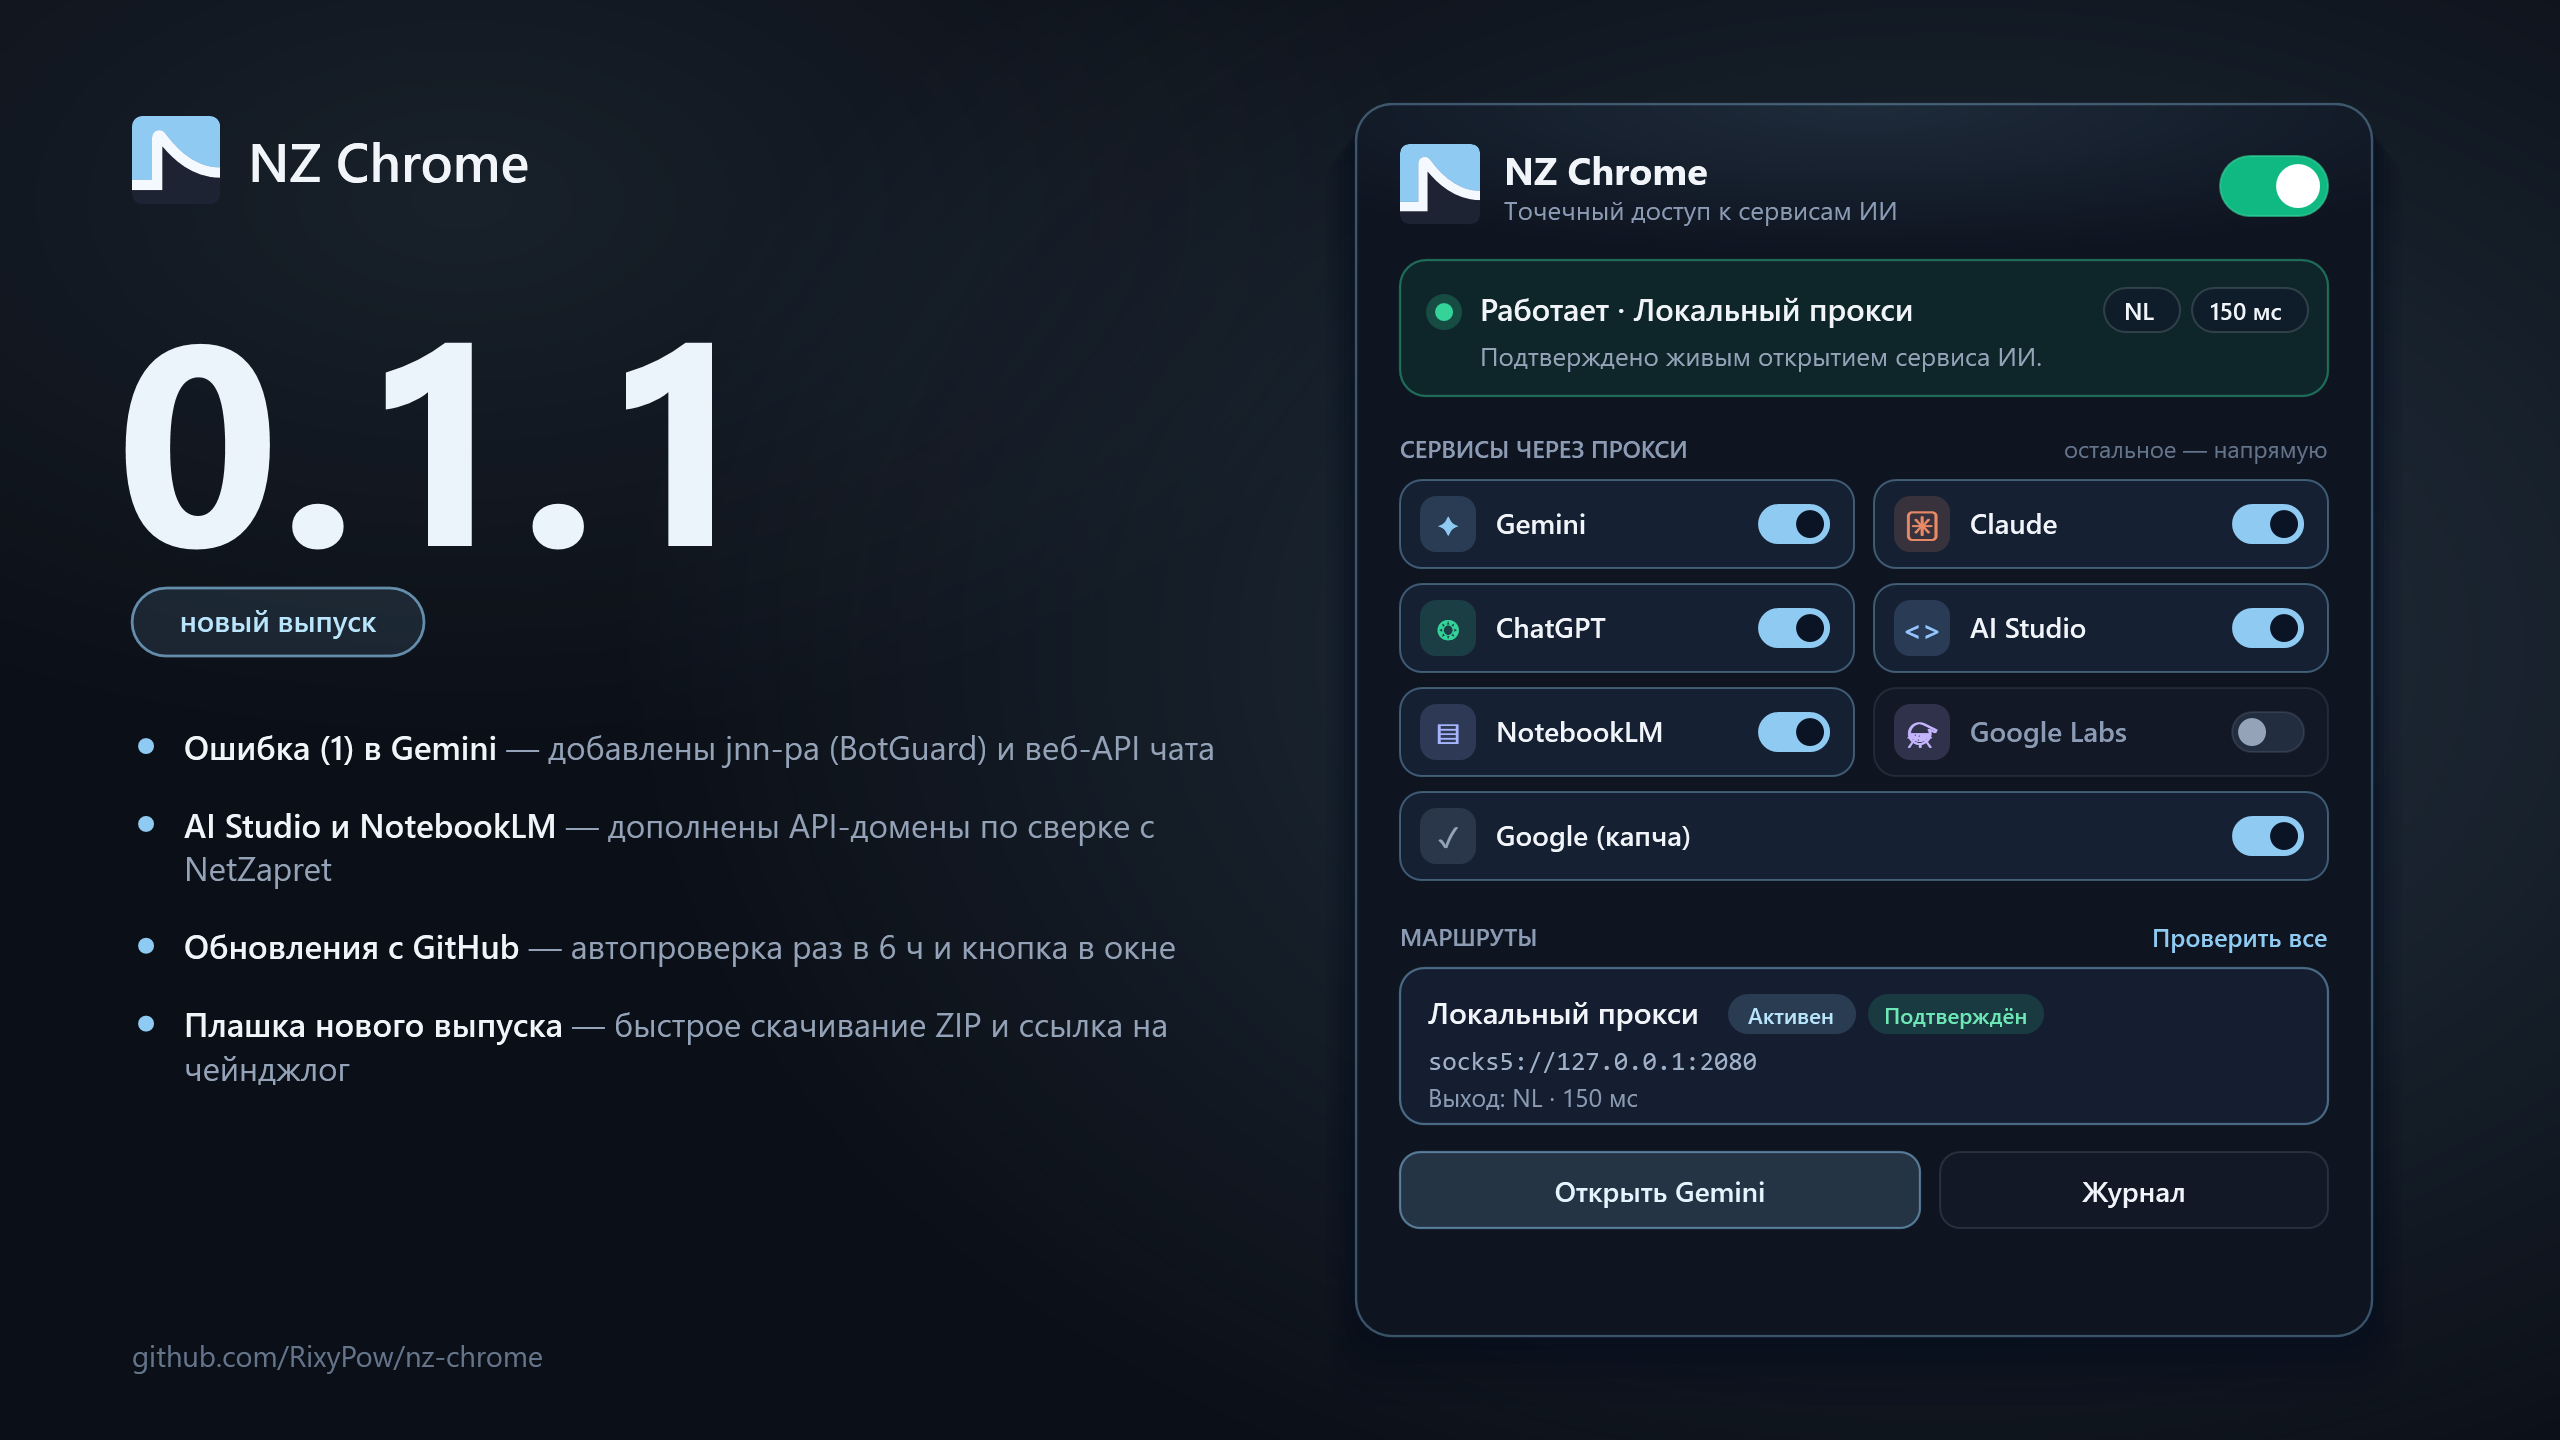 NZ Chrome
0.1.1
новый выпуск
Ошибка (1) в Gemini — добавлены jnn-pa (BotGuard) и веб-API чата
AI Studio и NotebookLM — дополнены API-домены по сверке с
NetZapret
Обновления с GitHub — автопроверка раз в 6 ч и кнопка в окне
Плашка нового выпуска — быстрое скачивание ZIP и ссылка на
чейнджлог
github.com/RixyPow/nz-chrome
NZ Chrome
Точечный доступ к сервисам ИИ
Работает · Локальный прокси NL 150 мс
Подтверждено живым открытием сервиса ИИ.
СЕРВИСЫ ЧЕРЕЗ ПРОКСИ остальное — напрямую
Gemini Claude
ChatGPT AI Studio
NotebookLM Google Labs
Google (капча)
МАРШРУТЫ Проверить все
Локальный прокси Активен Подтверждён
socks5://127.0.0.1:2080
Выход: NL · 150 мс
Открыть Gemini Журнал